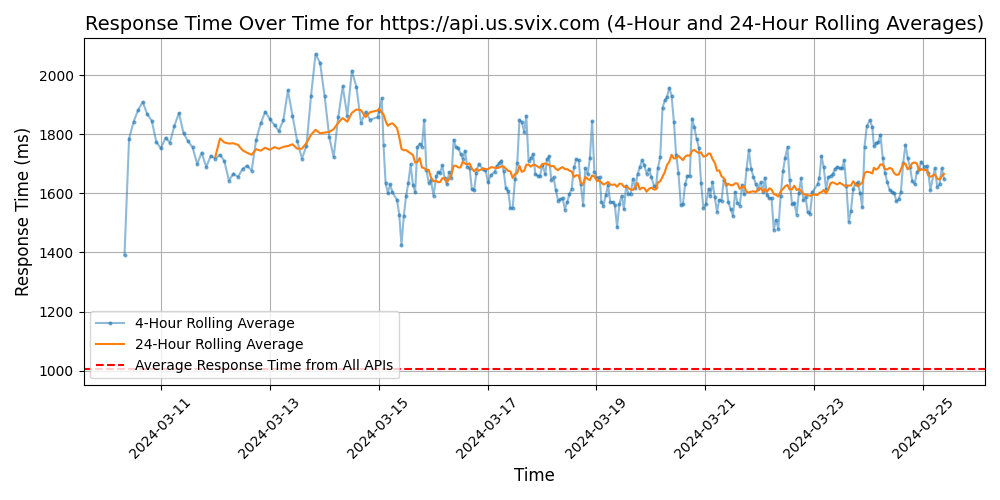 Response Time Over Time for https://api.us.svix.com (4-Hour and 24-Hour Rolling Averages)
Response Time (ms)
2000
1800
1600
1400
1200
1000
4-Hour Rolling Average
24-Hour Rolling Average
Average Response Time from All APIs
2024-03-11
2024-03-13
2024-03-15
2024-03-17
2024-03-19
2024-03-21
2024-03-23
2024-03-25
Time